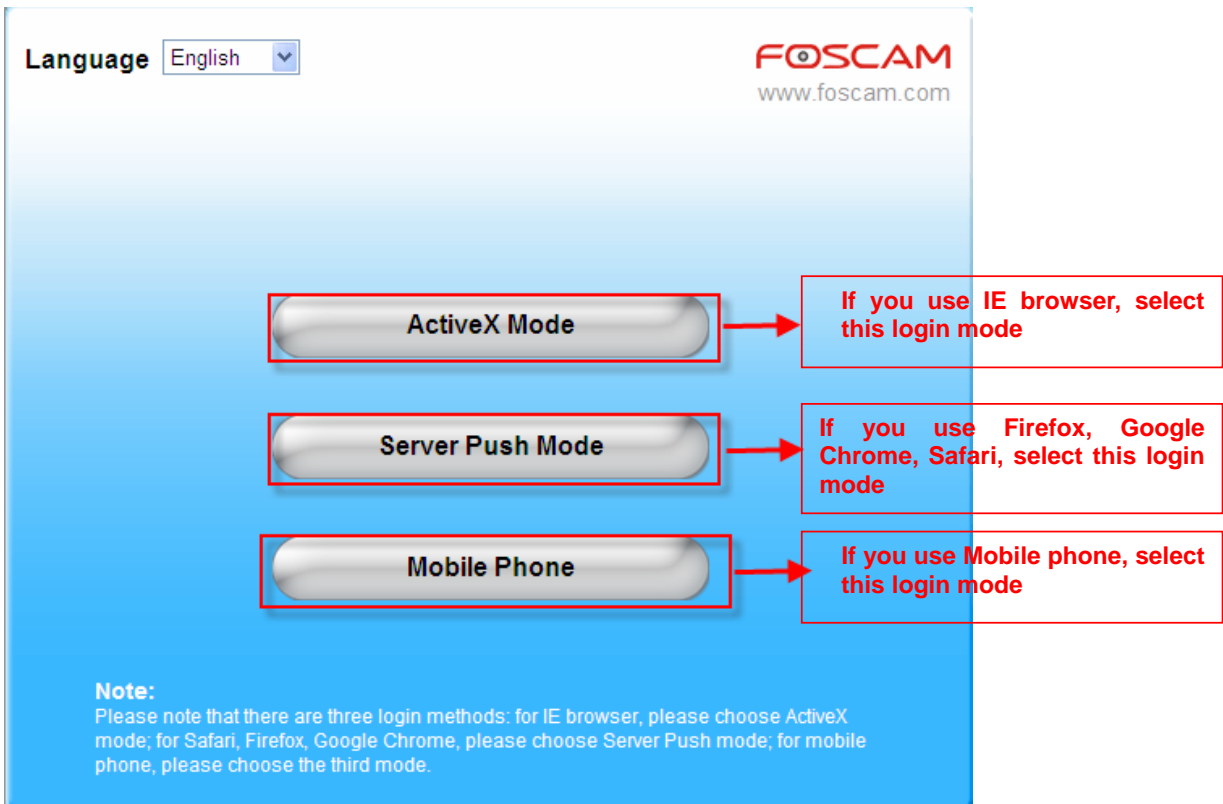 Language English
FOSCAM
www.foscam.com
ActiveX Mode
If you use IE browser, select
this login mode
Server Push Mode
If you use Firefox, Google
Chrome, Safari, select this login
mode
Mobile Phone
If you use Mobile phone, select
this login mode
Note:
Please note that there are three login methods: for IE browser, please choose ActiveX
mode; for Safari, Firefox, Google Chrome, please choose Server Push mode; for mobile
phone, please choose the third mode.